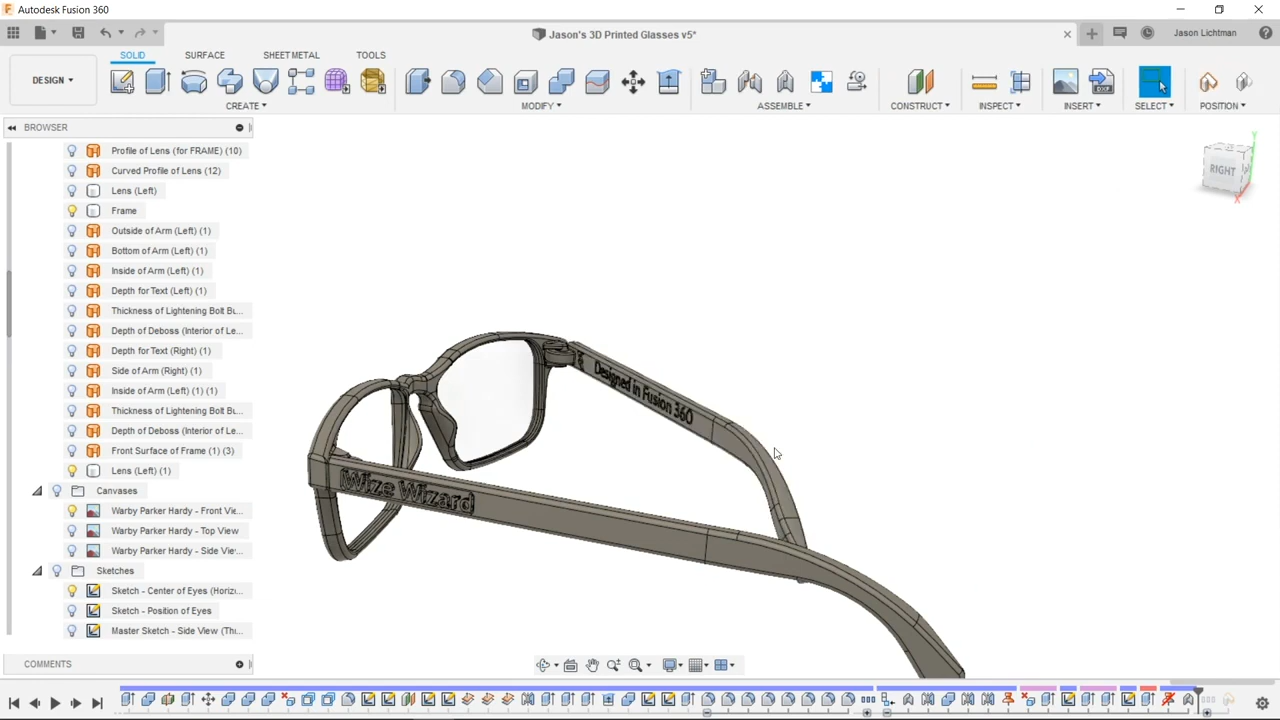 Autodesk Fusion 360
Jason's 3D Printed Glasses v5*
Jason Lichtman
DESIGN
SOLID
SURFACE
SHEET METAL
TOOLS
CREATE
MODIFY
ASSEMBLE
CONSTRUCT
INSPECT
INSERT
SELECT
POSITION
BROWSER
Profile of Lens (for FRAME) (10)
Curved Profile of Lens (12)
Lens (Left)
Frame
Outside of Arm (Left) (1)
Bottom of Arm (Left) (1)
Inside of Arm (Left) (1)
Depth for Text (Left) (1)
Thickness of Lightening Bolt Bu...
Depth of Deboss (Interior of Le...
Depth for Text (Right) (1)
Side of Arm (Right) (1)
Inside of Arm (Left) (1) (1)
Thickness of Lightening Bolt Bu...
Depth of Deboss (Interior of Le...
Front Surface of Frame (1) (3)
Lens (Left) (1)
Canvases
Warby Parker Hardy - Front Vie...
Warby Parker Hardy - Top View
Warby Parker Hardy - Side Vie...
Sketches
Sketch - Center of Eyes (Horizo...
Sketch - Position of Eyes
Master Sketch - Side View (Thr...
COMMENTS
Designed in Fusion 360
Wize Wizard
RIGHT
Y
X